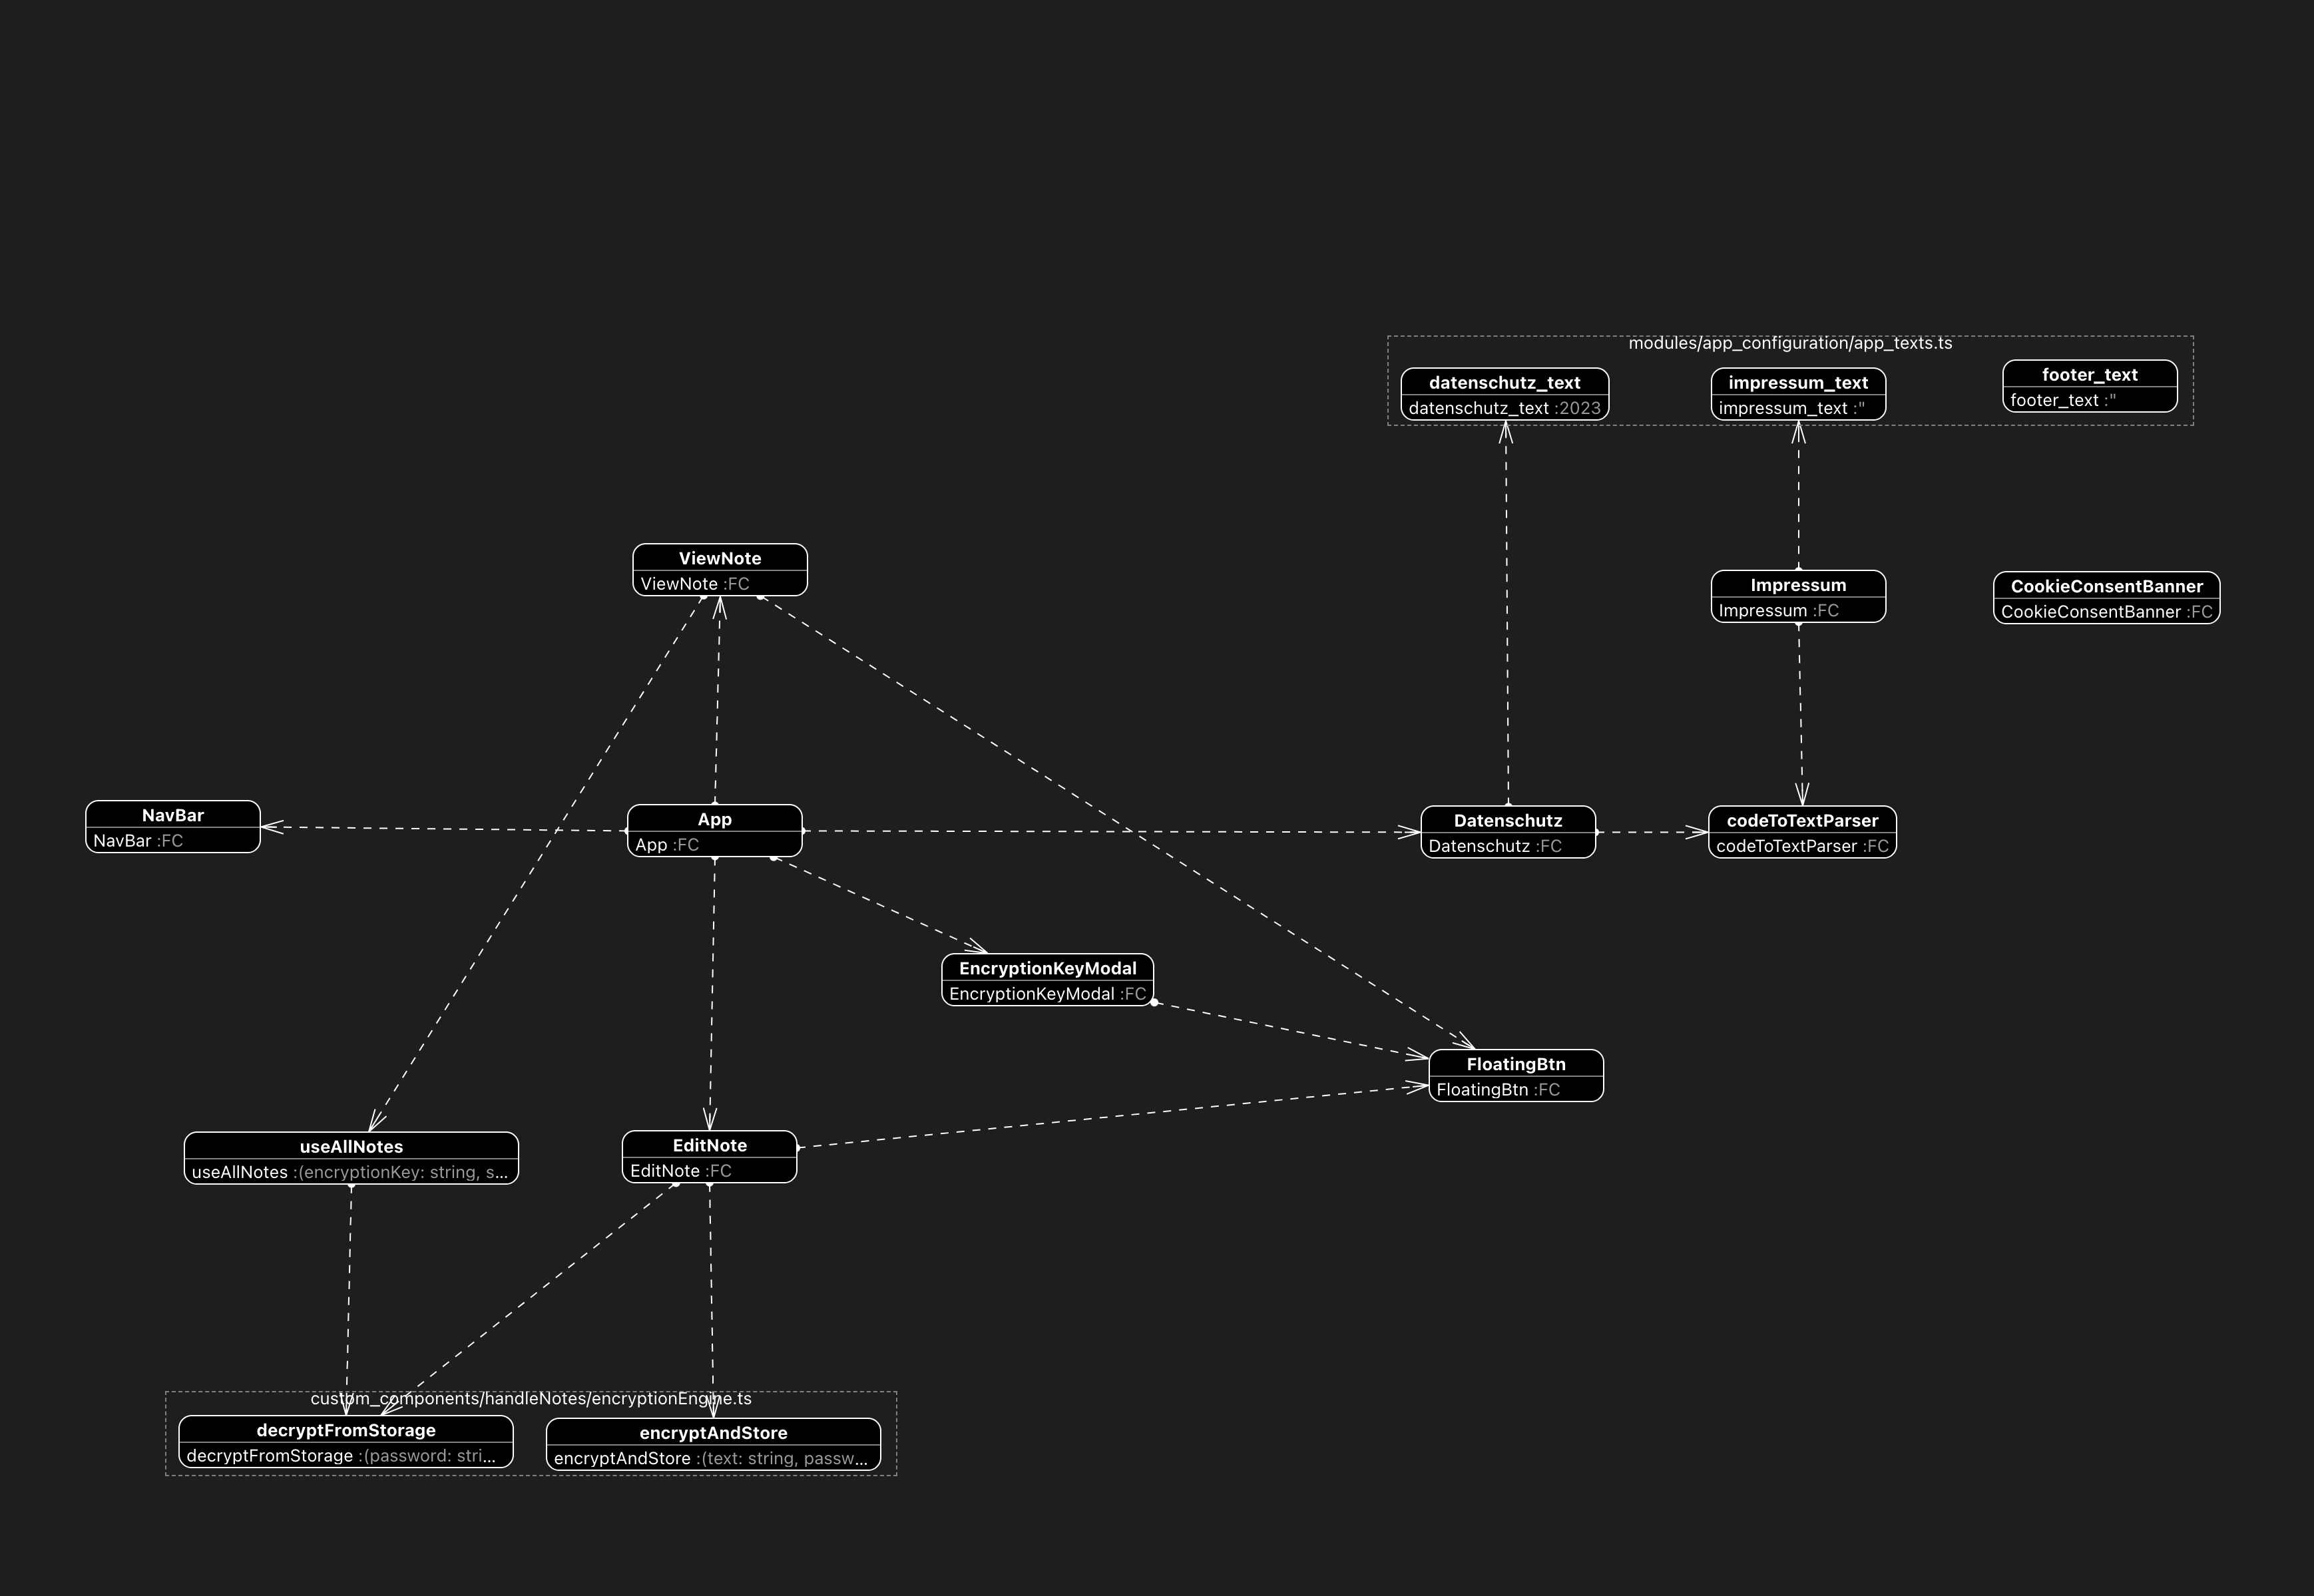 modules/app_configuration/app_texts.ts
datenschutz_text
datenschutz_text :2023
impressum_text
impressum_text :"
footer_text
footer_text :"
ViewNote
ViewNote :FC
Impressum
Impressum :FC
CookieConsentBanner
CookieConsentBanner :FC
NavBar
NavBar :FC
App
App :FC
Datenschutz
Datenschutz :FC
codeToTextParser
codeToTextParser :FC
EncryptionKeyModal
EncryptionKeyModal :FC
FloatingBtn
FloatingBtn :FC
useAllNotes
useAllNotes :(encryptionKey: string, s...
EditNote
EditNote :FC
custom_components/handleNotes/encryptionEngine.ts
decryptFromStorage
decryptFromStorage :(password: stri...
encryptAndStore
encryptAndStore :(text: string, passw...